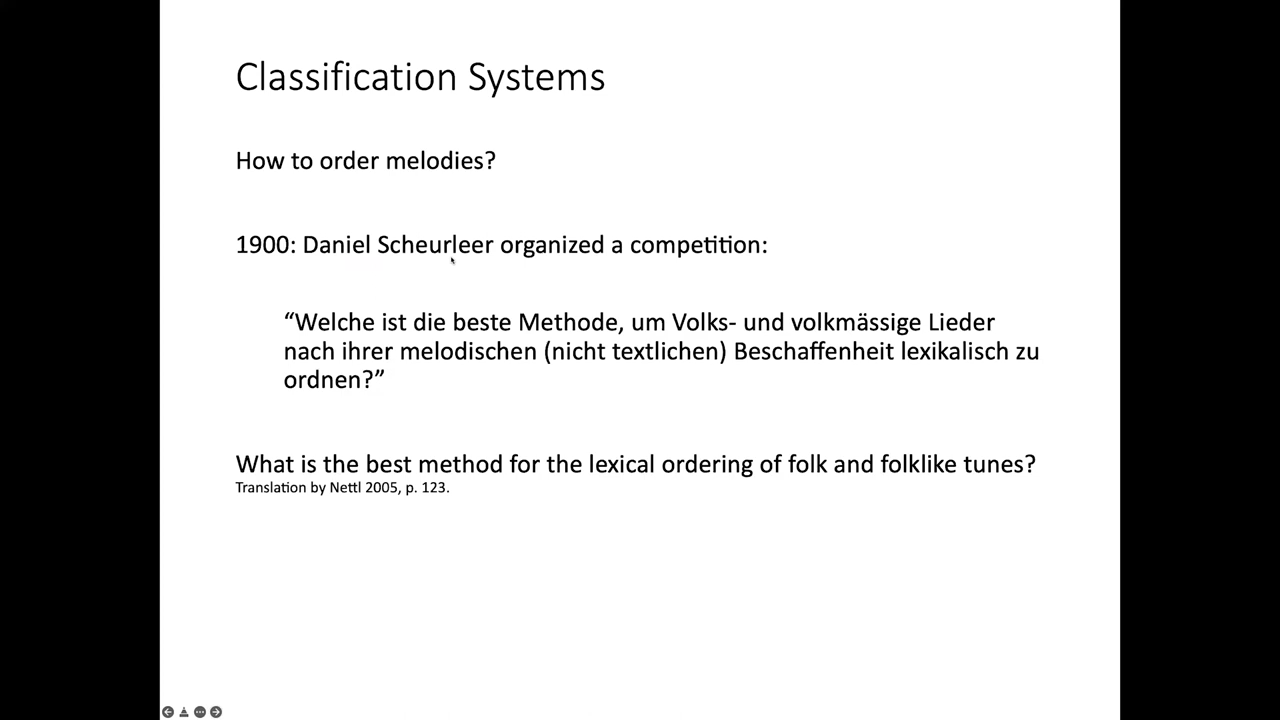 Classification Systems
How to order melodies?
1900: Daniel Scheurleer organized a competition:
“Welche ist die beste Methode, um Volks- und volkmässige Lieder
nach ihrer melodischen (nicht textlichen) Beschaffenheit lexikalisch zu
ordnen?”
What is the best method for the lexical ordering of folk and folklike tunes?
Translation by Nettl 2005, p. 123.